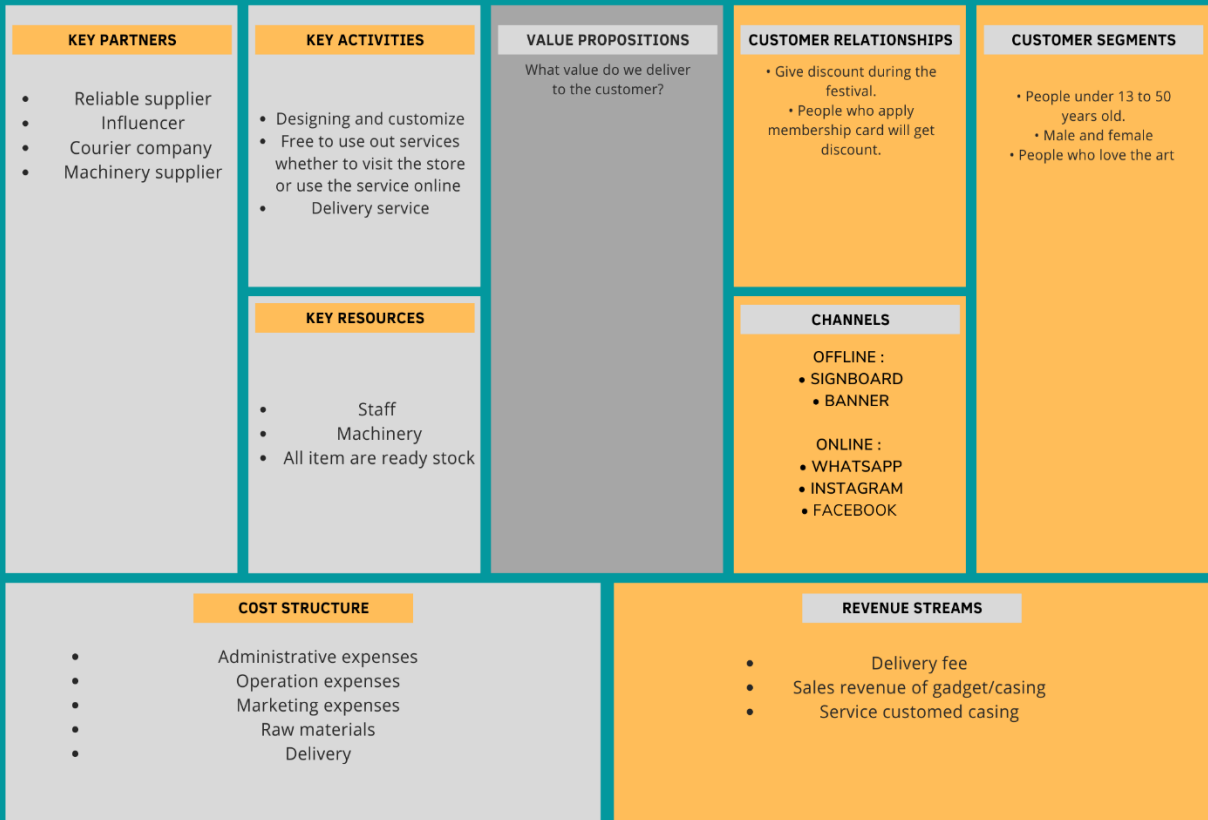 KEY PARTNERS
• Reliable supplier
• Influencer
• Courier company
• Machinery supplier
KEY ACTIVITIES
• Designing and customize
• Free to use out services
whether to visit the store
or use the service online
• Delivery service
KEY RESOURCES
• Staff
• Machinery
• All item are ready stock
VALUE PROPOSITIONS
What value do we deliver
to the customer?
CUSTOMER RELATIONSHIPS
• Give discount during the
festival.
• People who apply
membership card will get
discount.
CHANNELS
OFFLINE :
• SIGNBOARD
• BANNER
ONLINE :
• WHATSAPP
• INSTAGRAM
• FACEBOOK
CUSTOMER SEGMENTS
• People under 13 to 50
years old.
• Male and female
• People who love the art
COST STRUCTURE
• Administrative expenses
• Operation expenses
• Marketing expenses
• Raw materials
• Delivery
REVENUE STREAMS
• Delivery fee
• Sales revenue of gadget/casing
• Service customed casing